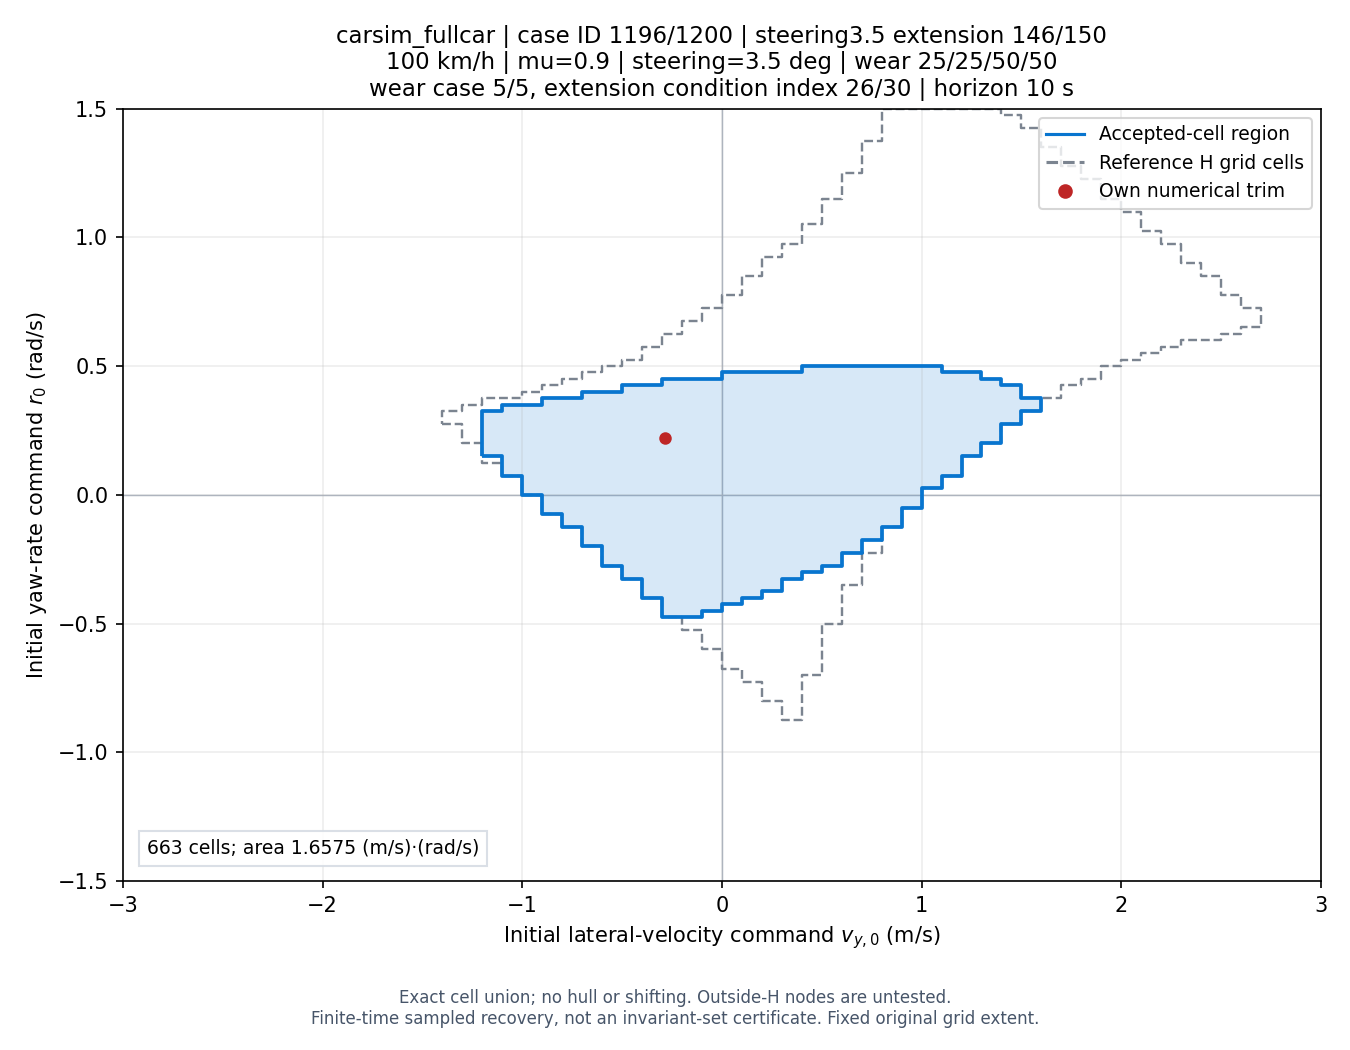 carsim_fullcar | case ID 1196/1200 | steering3.5 extension 146/150
100 km/h | mu=0.9 | steering=3.5 deg | wear 25/25/50/50
wear case 5/5, extension condition index 26/30 | horizon 10 s
Accepted-cell region
Reference H grid cells
Own numerical trim
Initial yaw-rate command r0 (rad/s)
1.5
1.0
0.5
0.0
−0.5
−1.0
−1.5
663 cells; area 1.6575 (m/s)·(rad/s)
−3
−2
−1
0
1
2
3
Initial lateral-velocity command vy,0 (m/s)
Exact cell union; no hull or shifting. Outside-H nodes are untested.
Finite-time sampled recovery, not an invariant-set certificate. Fixed original grid extent.